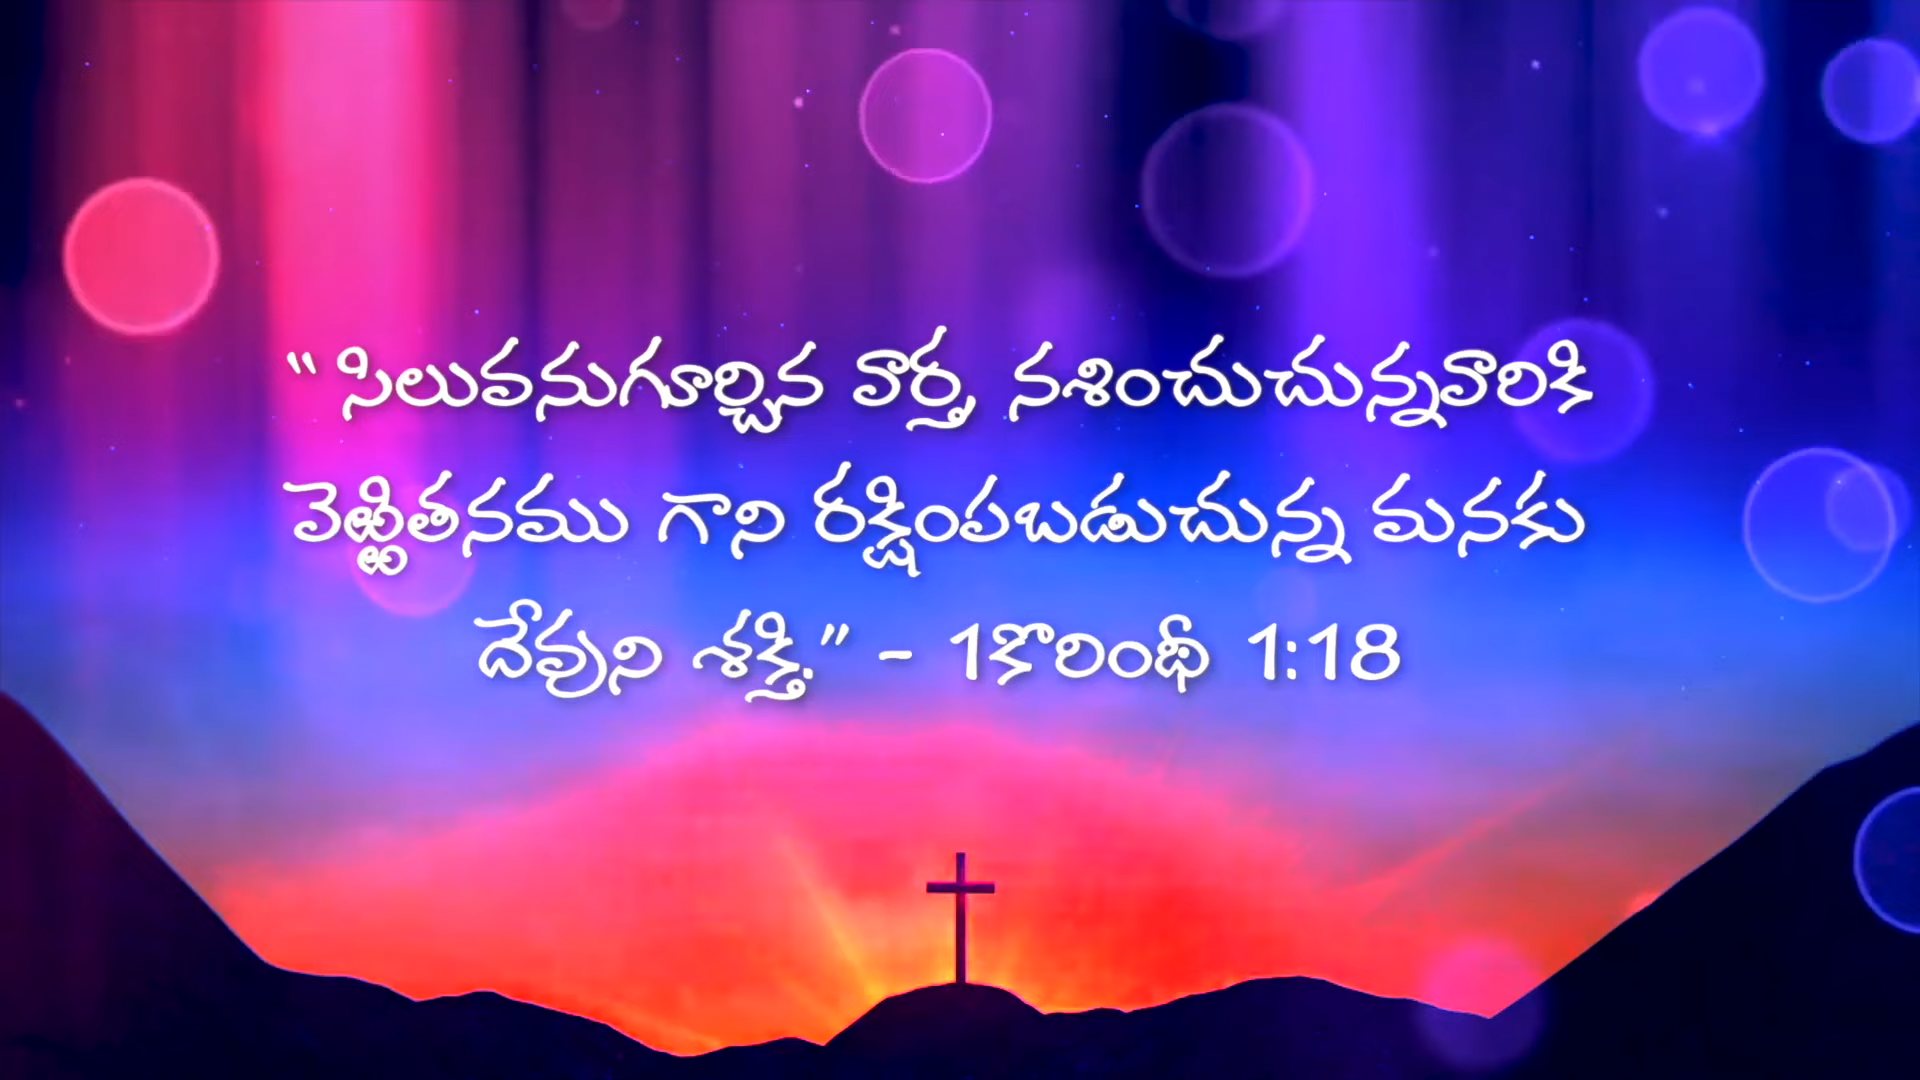 “ సిలువనుగూర్చిన వార్త, నశించుచున్నవారికి
వెఱ్ఱితనము గాని రక్షింపబడుచున్న మనకు
దేవుని శక్తి.” - 1కొరింథీ 1:18